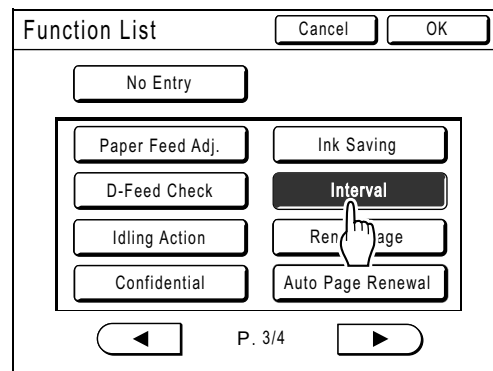 Function List
Cancel
OK
No Entry
Paper Feed Adj.
Ink Saving
D-Feed Check
Interval
Idling Action
Confidential
Auto Page Renewal
P. 3/4